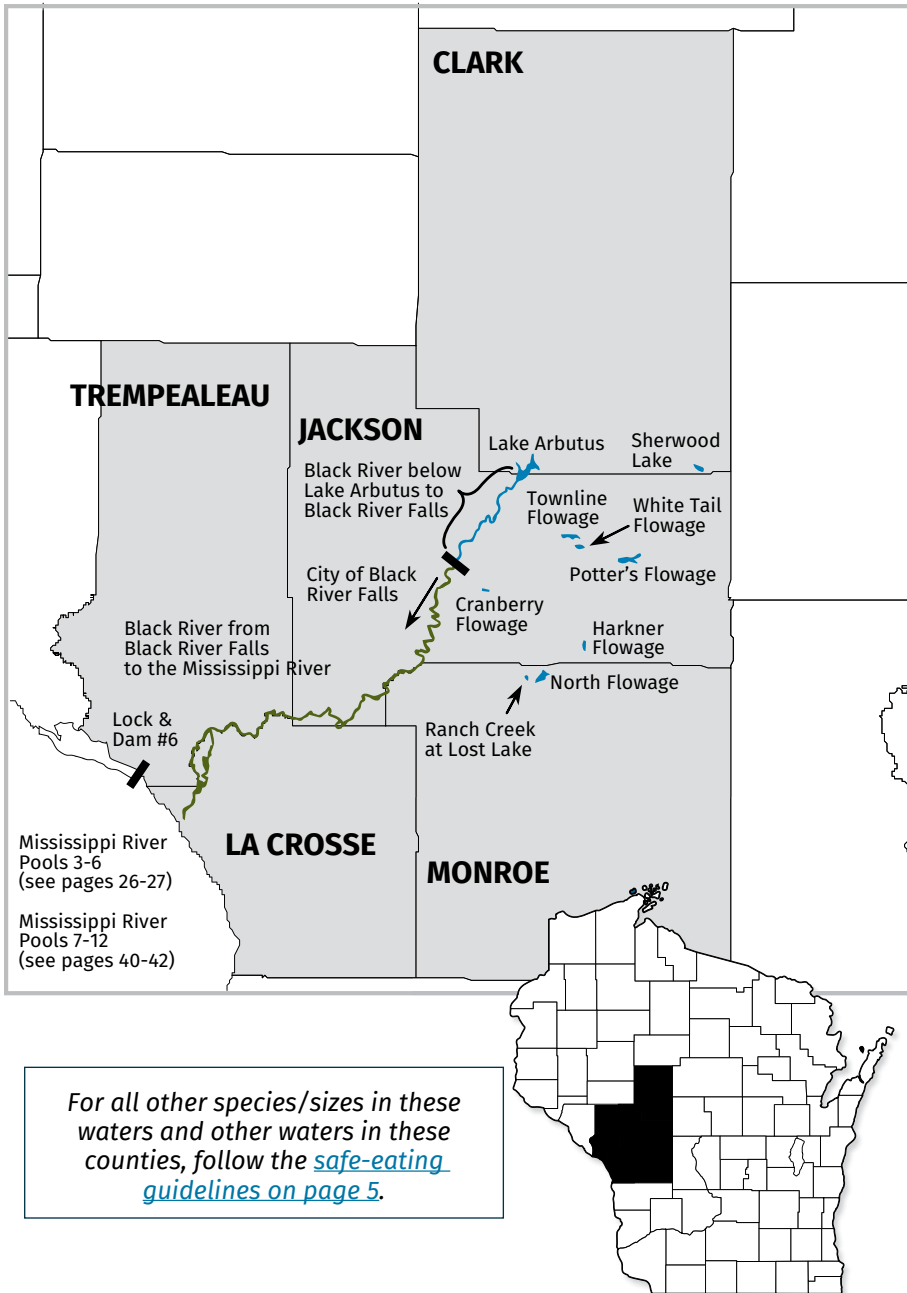 CLARK
TREMPEALEAU
JACKSON
Lake Arbutus
Sherwood
Lake
Black River below
Lake Arbutus to
Black River Falls
Townline
Flowage
White Tail
Flowage
Potter's Flowage
City of Black
River Falls
Cranberry
Flowage
Harkner
Flowage
Black River from
Black River Falls
to the Mississippi River
North Flowage
Ranch Creek
at Lost Lake
Lock &
Dam #6
LA CROSSE
MONROE
Mississippi River
Pools 3-6
(see pages 26-27)
Mississippi River
Pools 7-12
(see pages 40-42)
For all other species/sizes in these
waters and other waters in these
counties, follow the safe-eating
guidelines on page 5.